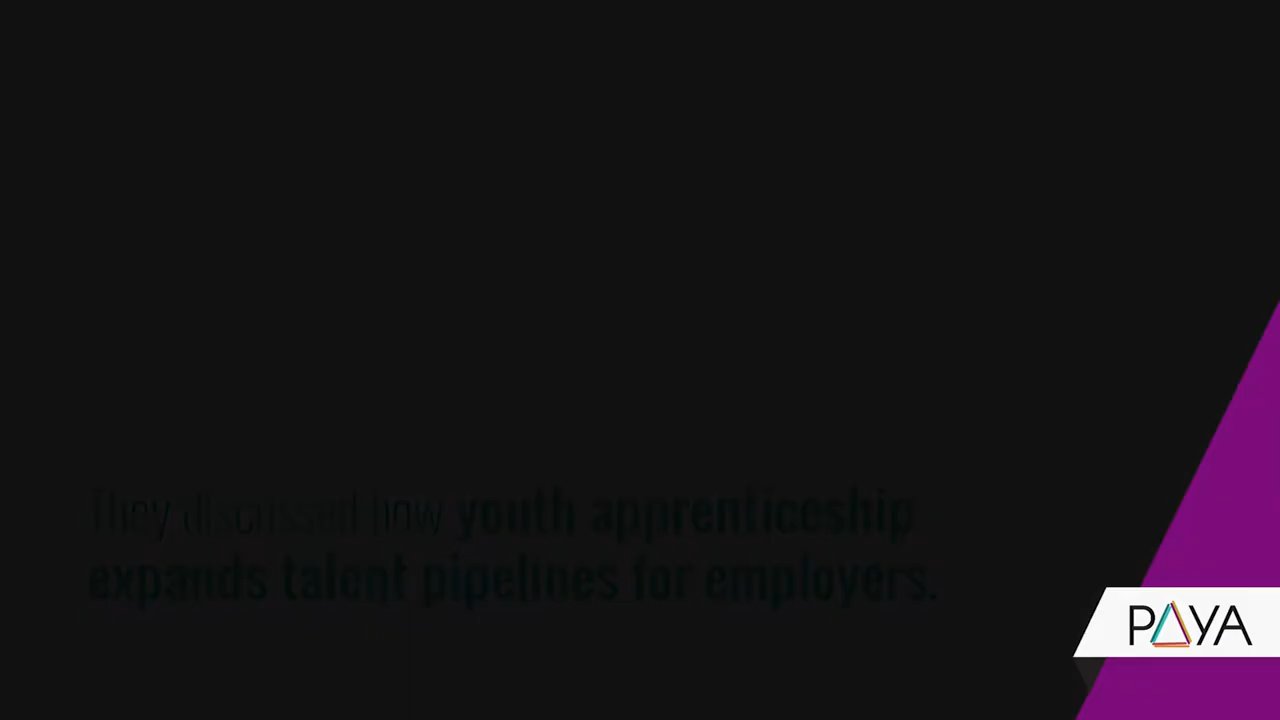 They discussed how youth apprenticeship
expands talent pipelines for employers.
PAYA